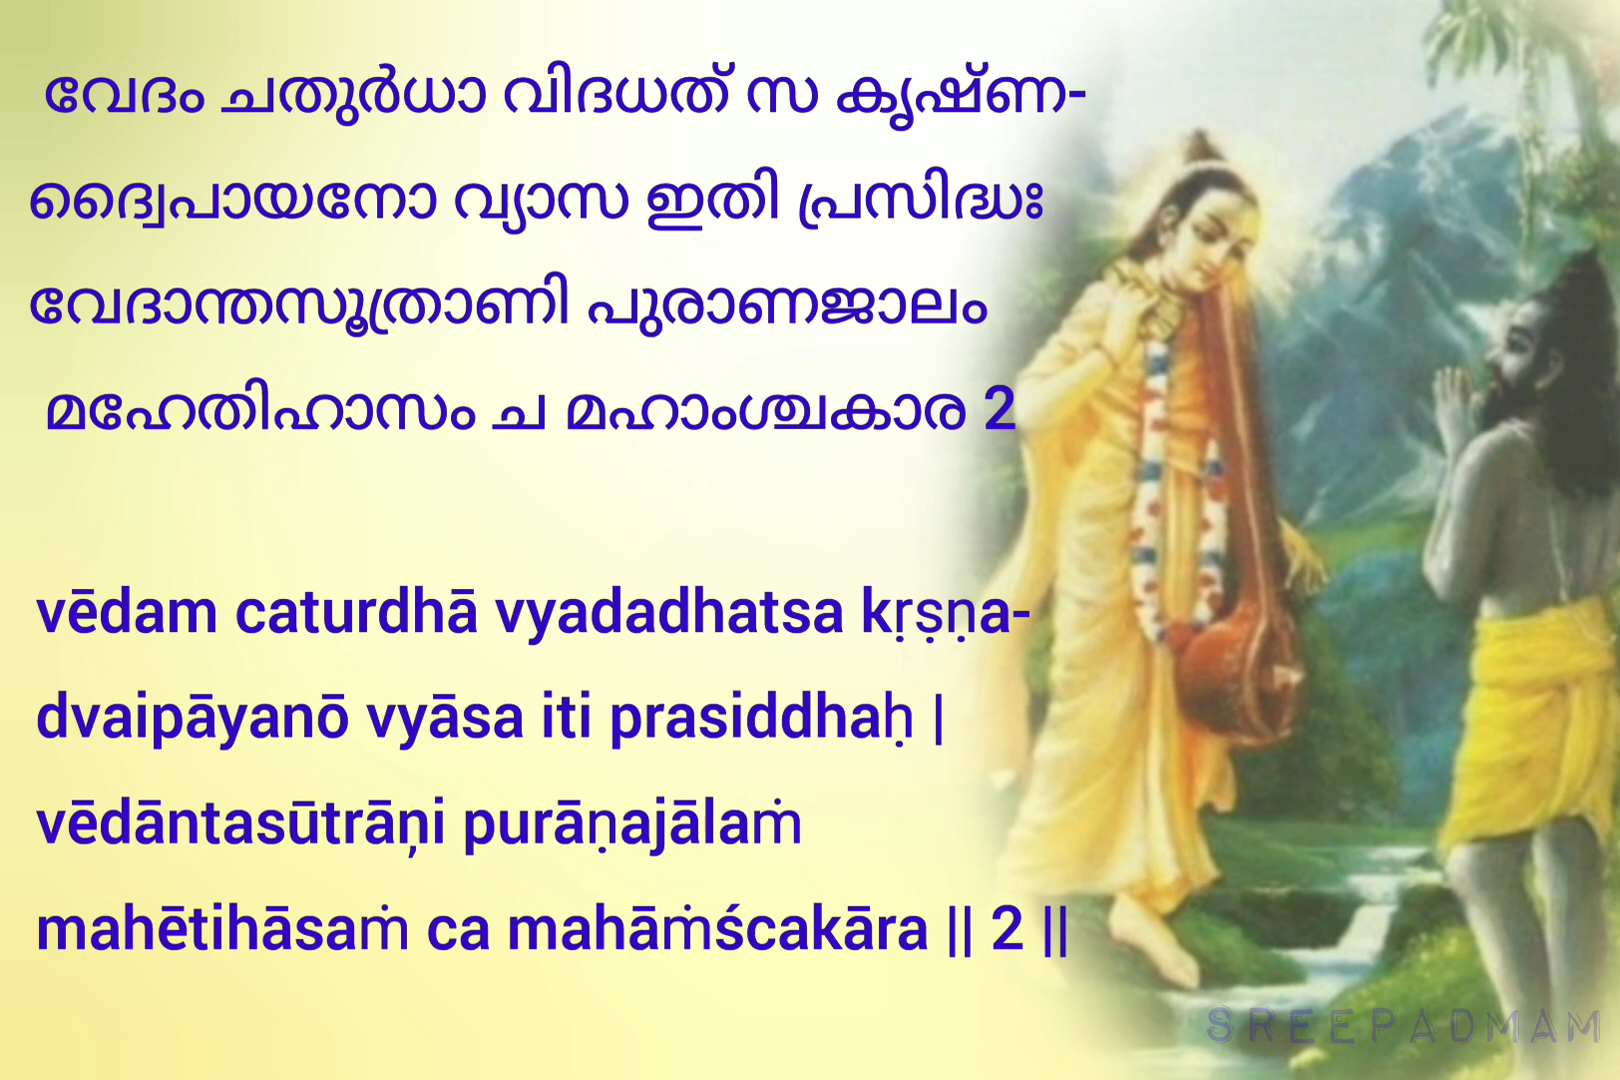 വേദം ചതുർധാ വിദധത് സ കൃഷ്ണ-
ദ്വൈപായനോ വ്യാസ ഇതി പ്രസിദ്ധഃ
വേദാന്തസൂത്രാണി പുരാണജാലം
മഹേതിഹാസം ച മഹാംശ്ചകാര 2
vēdam caturdhā vyadadhatsa kṛṣṇa-
dvaipāyanō vyāsa iti prasiddhaḥ |
vēdāntasūtrāņi purāṇajālaṁ
mahētihāsaṁ ca mahāṁścakāra || 2 ||
SREEPADMAM